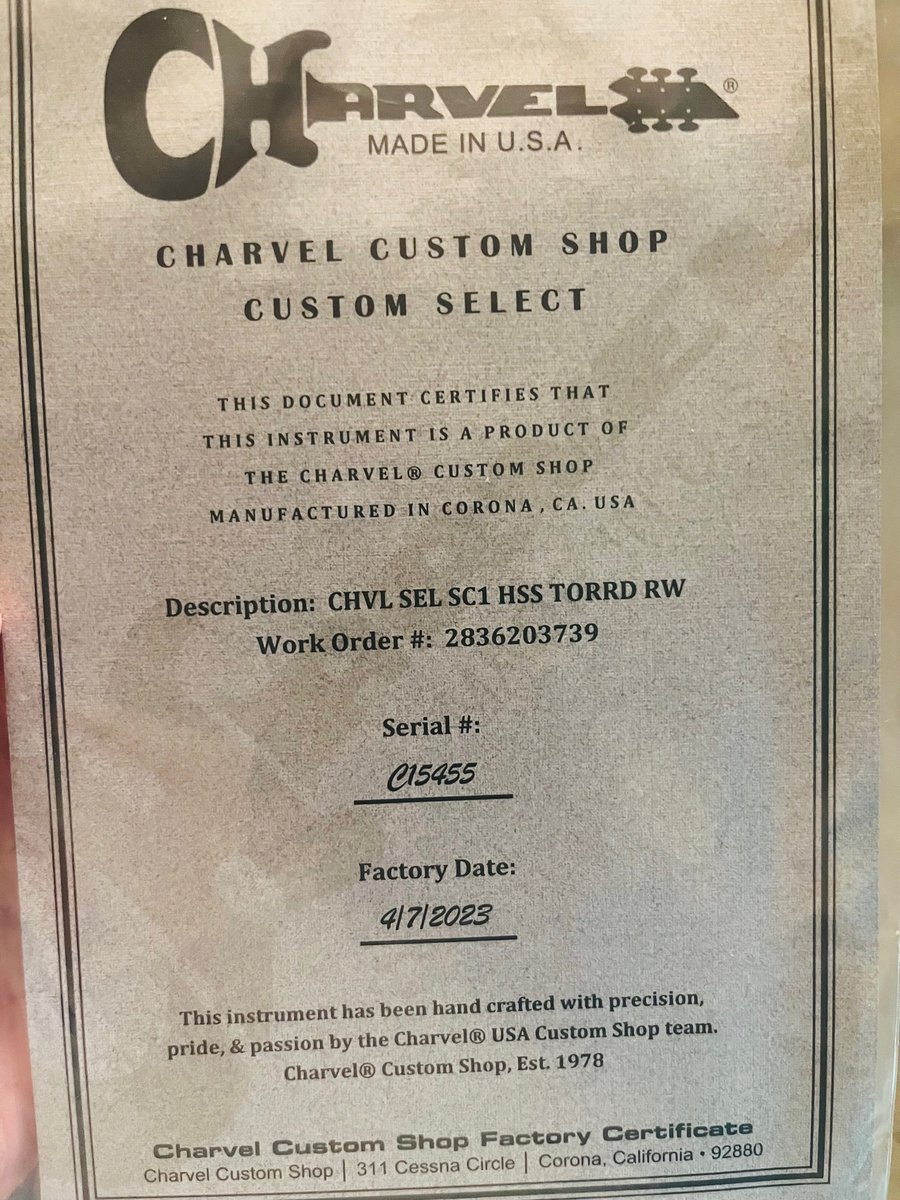 CHARVEL®
MADE IN U.S.A.
CHARVEL CUSTOM SHOP
CUSTOM SELECT
THIS DOCUMENT CERTIFIES THAT
THIS INSTRUMENT IS A PRODUCT OF
THE CHARVEL® CUSTOM SHOP
MANUFACTURED IN CORONA, CA. USA
Description: CHVL SEL SC1 HSS TORRD RW
Work Order #: 2836203739
Serial #:
C15455
Factory Date:
4/7/2023
This instrument has been hand crafted with precision,
pride, & passion by the Charvel® USA Custom Shop team.
Charvel® Custom Shop, Est. 1978
Charvel Custom Shop Factory Certificate
Charvel Custom Shop | 311 Cessna Circle | Corona, California • 92880